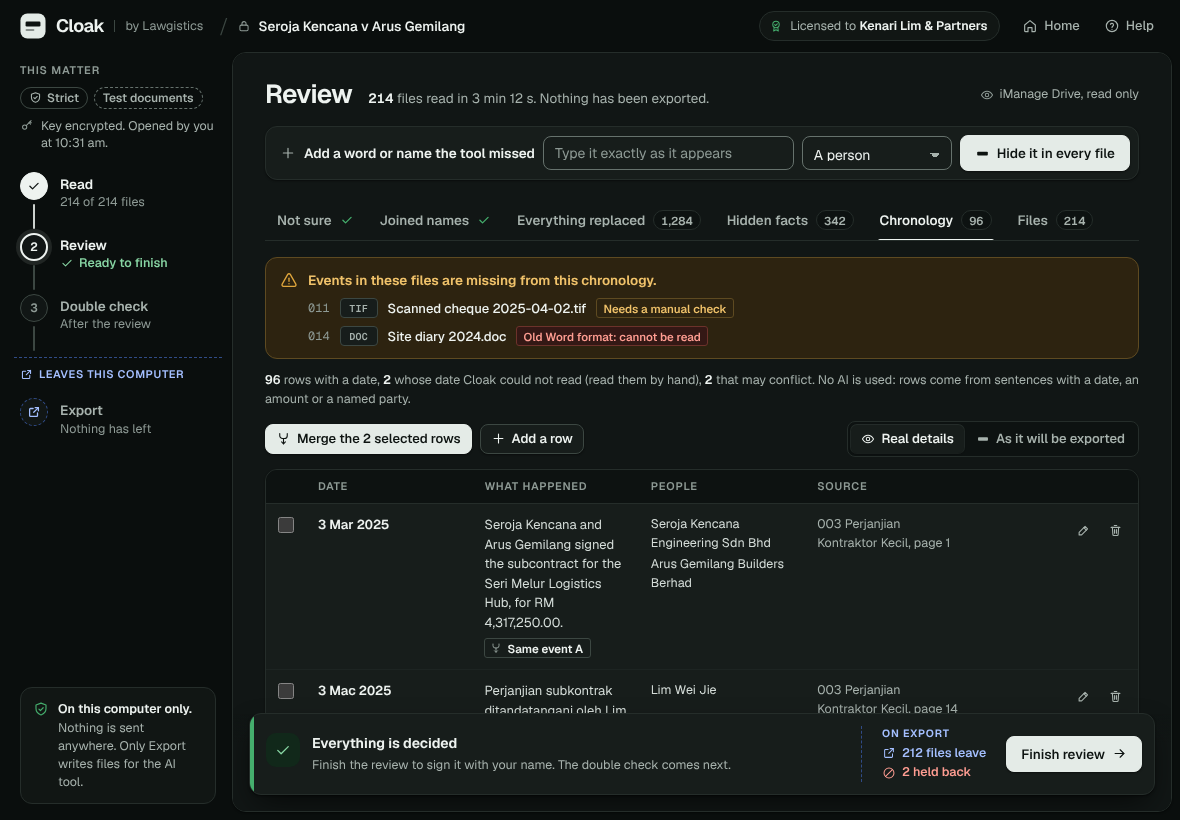 Cloak by Lawgistics / Seroja Kencana v Arus Gemilang
Licensed to Kenari Lim & Partners
Home
Help
THIS MATTER
Strict
Test documents
Key encrypted. Opened by you
at 10:31 am.
Read
214 of 214 files
2
Review
Ready to finish
3
Double check
After the review
LEAVES THIS COMPUTER
Export
Nothing has left
On this computer only.
Nothing is sent
anywhere. Only Export
writes files for the AI
tool.
Review
214 files read in 3 min 12 s. Nothing has been exported.
iManage Drive, read only
Add a word or name the tool missed
Type it exactly as it appears
A person
Hide it in every file
Not sure
Joined names
Everything replaced 1,284
Hidden facts 342
Chronology 96
Files 214
Events in these files are missing from this chronology.
011 TIF Scanned cheque 2025-04-02.tif Needs a manual check
014 DOC Site diary 2024.doc Old Word format: cannot be read
96 rows with a date, 2 whose date Cloak could not read (read them by hand), 2 that may conflict. No AI is used: rows come from sentences with a date, an
amount or a named party.
Merge the 2 selected rows
Add a row
Real details
As it will be exported
DATE WHAT HAPPENED PEOPLE SOURCE
3 Mar 2025
Seroja Kencana and
Arus Gemilang signed
the subcontract for the
Seri Melur Logistics
Hub, for RM
4,317,250.00.
Same event A
Seroja Kencana
Engineering Sdn Bhd
Arus Gemilang Builders
Berhad
003 Perjanjian
Kontraktor Kecil, page 1
3 Mac 2025
Perjanjian subkontrak
ditandatangani oleh Lim
Lim Wei Jie
003 Perjanjian
Kontraktor Kecil, page 14
Everything is decided
Finish the review to sign it with your name. The double check comes next.
ON EXPORT
212 files leave
2 held back
Finish review